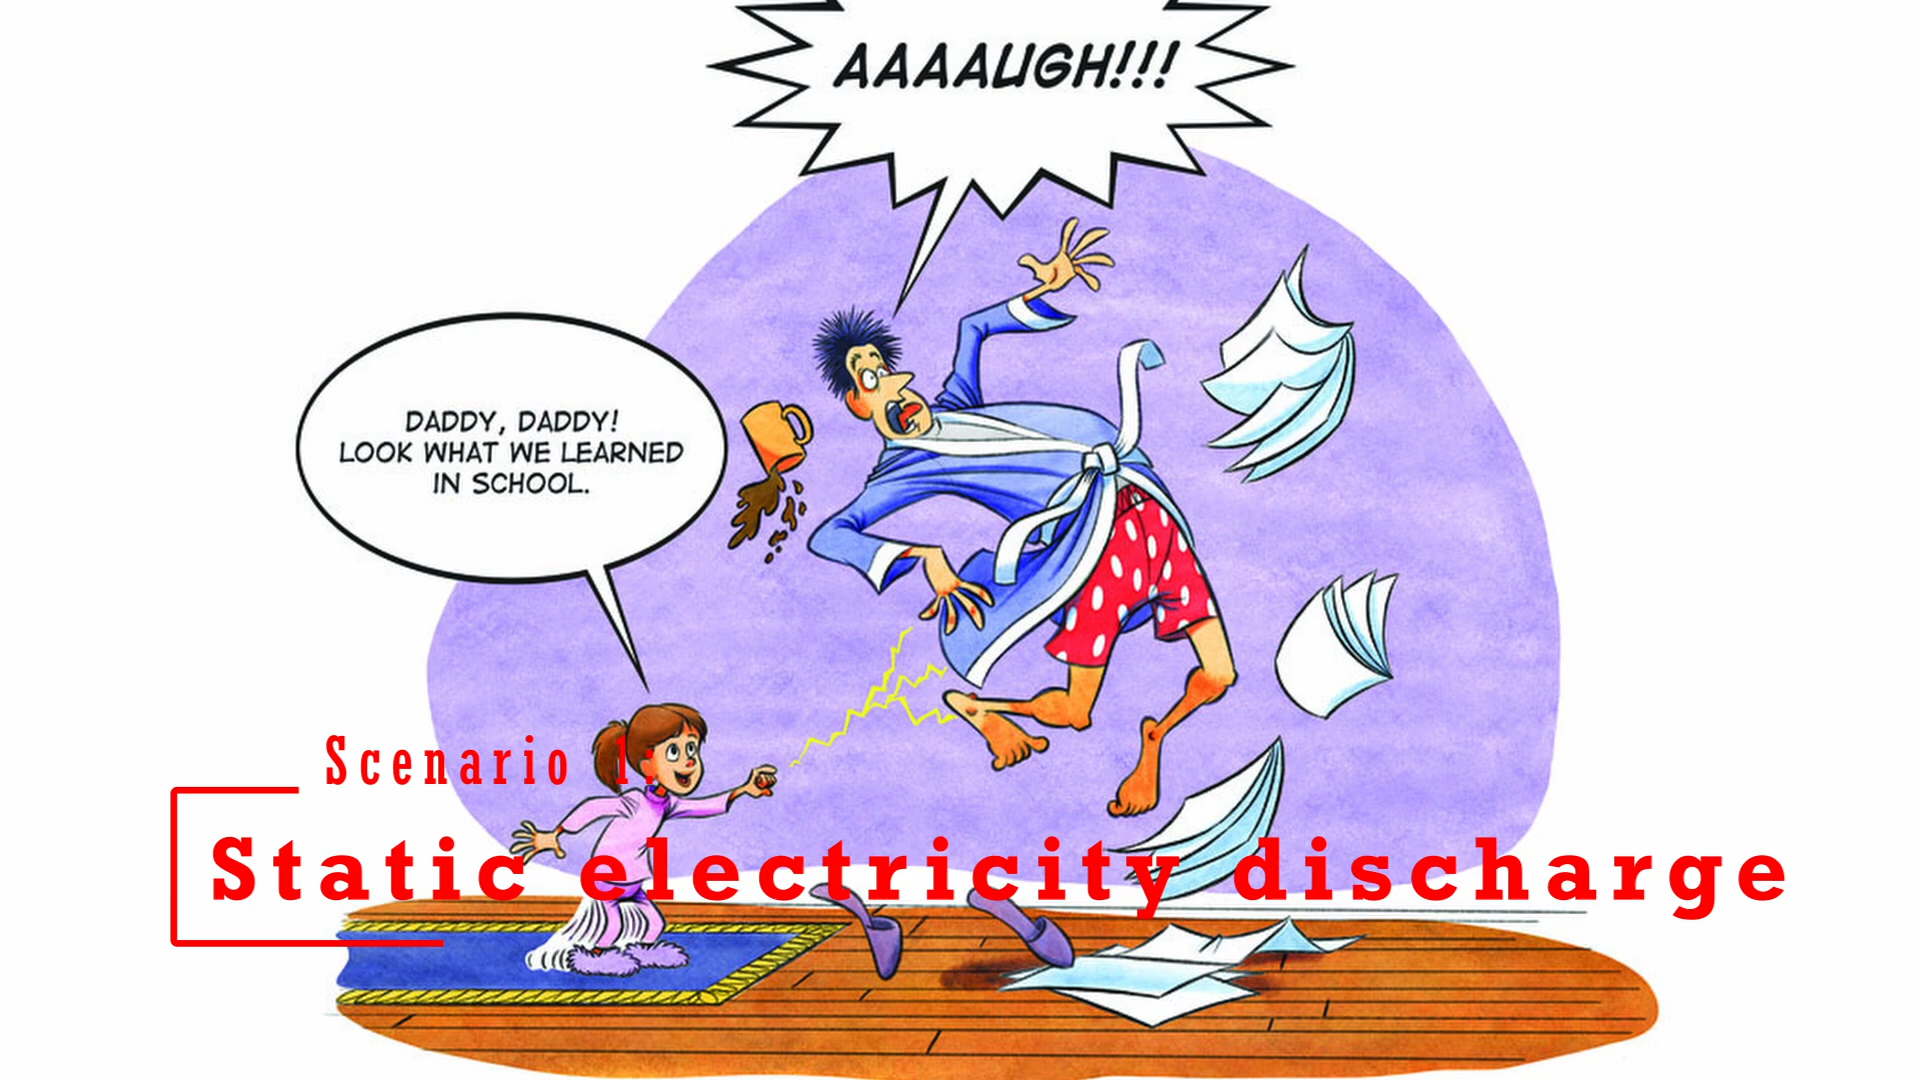 AAAAUGH!!!
DADDY, DADDY!
LOOK WHAT WE LEARNED
IN SCHOOL.
Scenario 1:
Static electricity discharge